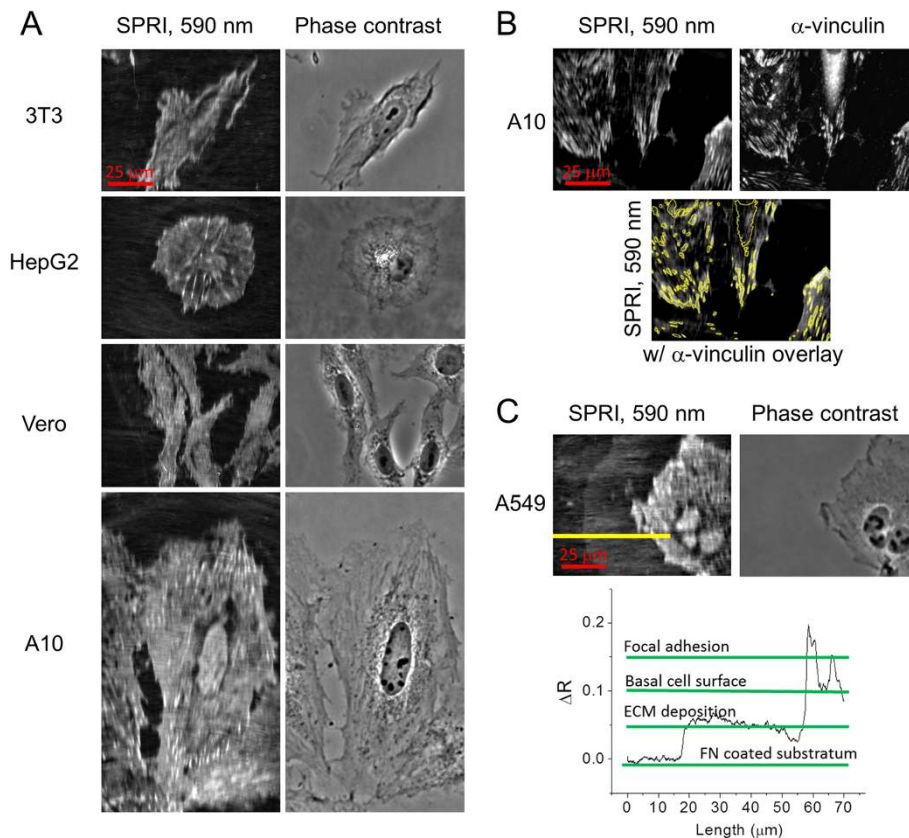 A
SPRI, 590 nm
Phase contrast
3T3
25 μm
HepG2
Vero
A10
B
SPRI, 590 nm
α-vinculin
A10
25 μm
SPRI, 590 nm
w/ α-vinculin overlay
C
SPRI, 590 nm
Phase contrast
A549
25 μm
0.2
0.1
0.0
ΔR
Focal adhesion
Basal cell surface
ECM deposition
FN coated substratum
0 10 20 30 40 50 60 70
Length (μm)